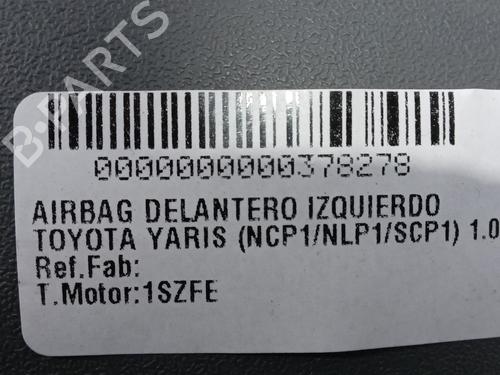 0000000000378278
AIRBAG DELANTERO IZQUIERDO
TOYOTA YARIS (NCP1/NLP1/SCP1) 1.0
Ref.Fab:
T.Motor:1SZFE
B-PARTS